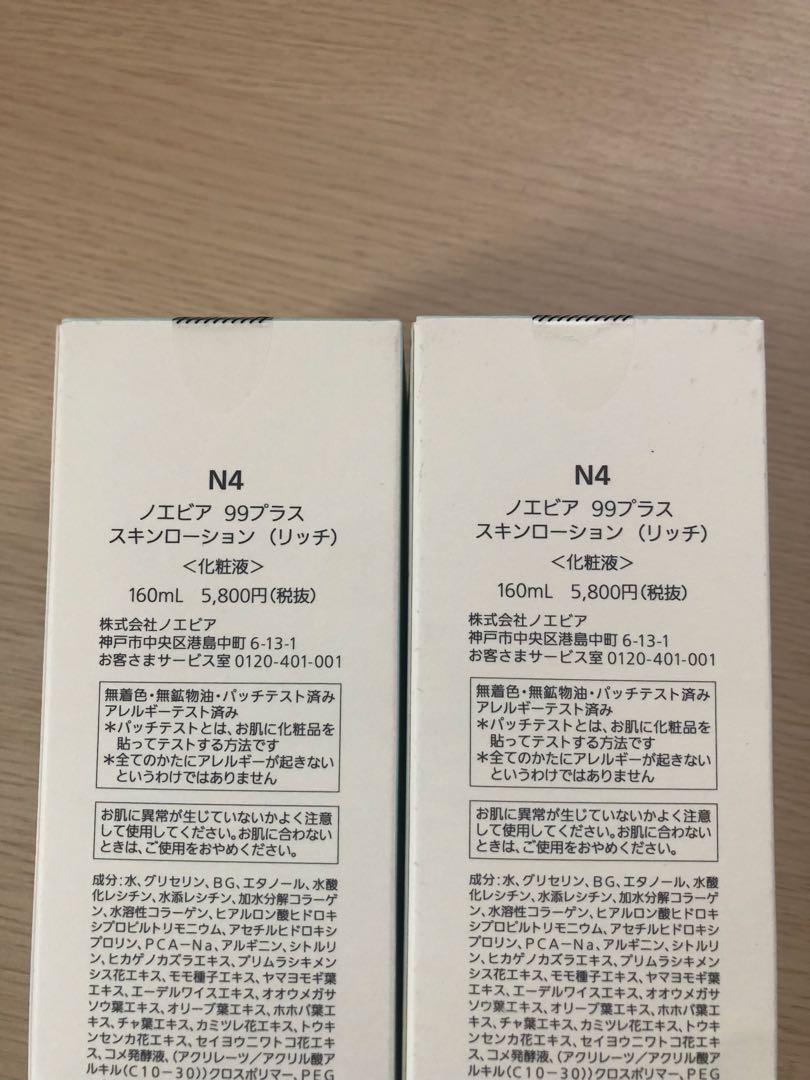 N4
ノエビア 99プラス
スキンローション（リッチ）
＜化粧液＞
160mL 5,800円（税抜）
株式会社ノエビア
神戸市中央区港島中町 6-13-1
お客さまサービス室 0120-401-001
無着色・無鉱物油・パッチテスト済み
アレルギーテスト済み
＊パッチテストとは、お肌に化粧品を
貼ってテストする方法です
＊全てのかたにアレルギーが起きない
というわけではありません
お肌に異常が生じていないかよく注意
して使用してください。お肌に合わない
ときは、ご使用をおやめください。
成分：水、グリセリン、BG、エタノール、水酸
化レシチン、水添レシチン、加水分解コラーゲ
ン、水溶性コラーゲン、ヒアルロン酸ヒドロキ
シプロピルトリモニウム、アセチルヒドロキシ
プロリン、PCA－Na、アルギニン、シトルリ
ン、ヒカゲノカズラエキス、プリムラシキメン
シス花エキス、モモ種子エキス、ヤマヨモギ葉
エキス、エーデルワイスエキス、オオウメガサ
ソウ葉エキス、オリーブ葉エキス、ホホバ葉エ
キス、チャ葉エキス、カミツレ花エキス、トウキ
ンセンカ花エキス、セイヨウニワトコ花エキ
ス、コメ発酵液、（アクリレーツ／アクリル酸ア
ルキル（C10－30））クロスポリマー、PEG
N4
ノエビア 99プラス
スキンローション（リッチ）
＜化粧液＞
160mL 5,800円（税抜）
株式会社ノエビア
神戸市中央区港島中町 6-13-1
お客さまサービス室 0120-401-001
無着色・無鉱物油・パッチテスト済み
アレルギーテスト済み
＊パッチテストとは、お肌に化粧品を
貼ってテストする方法です
＊全てのかたにアレルギーが起きない
というわけではありません
お肌に異常が生じていないかよく注意
して使用してください。お肌に合わない
ときは、ご使用をおやめください。
成分：水、グリセリン、BG、エタノール、水酸
化レシチン、水添レシチン、加水分解コラーゲ
ン、水溶性コラーゲン、ヒアルロン酸ヒドロキ
シプロピルトリモニウム、アセチルヒドロキシ
プロリン、PCA－Na、アルギニン、シトルリ
ン、ヒカゲノカズラエキス、プリムラシキメン
シス花エキス、モモ種子エキス、ヤマヨモギ葉
エキス、エーデルワイスエキス、オオウメガサ
ソウ葉エキス、オリーブ葉エキス、ホホバ葉エ
キス、チャ葉エキス、カミツレ花エキス、トウキ
ンセンカ花エキス、セイヨウニワトコ花エキ
ス、コメ発酵液、（アクリレーツ／アクリル酸ア
ルキル（C10－30））クロスポリマー、PEG